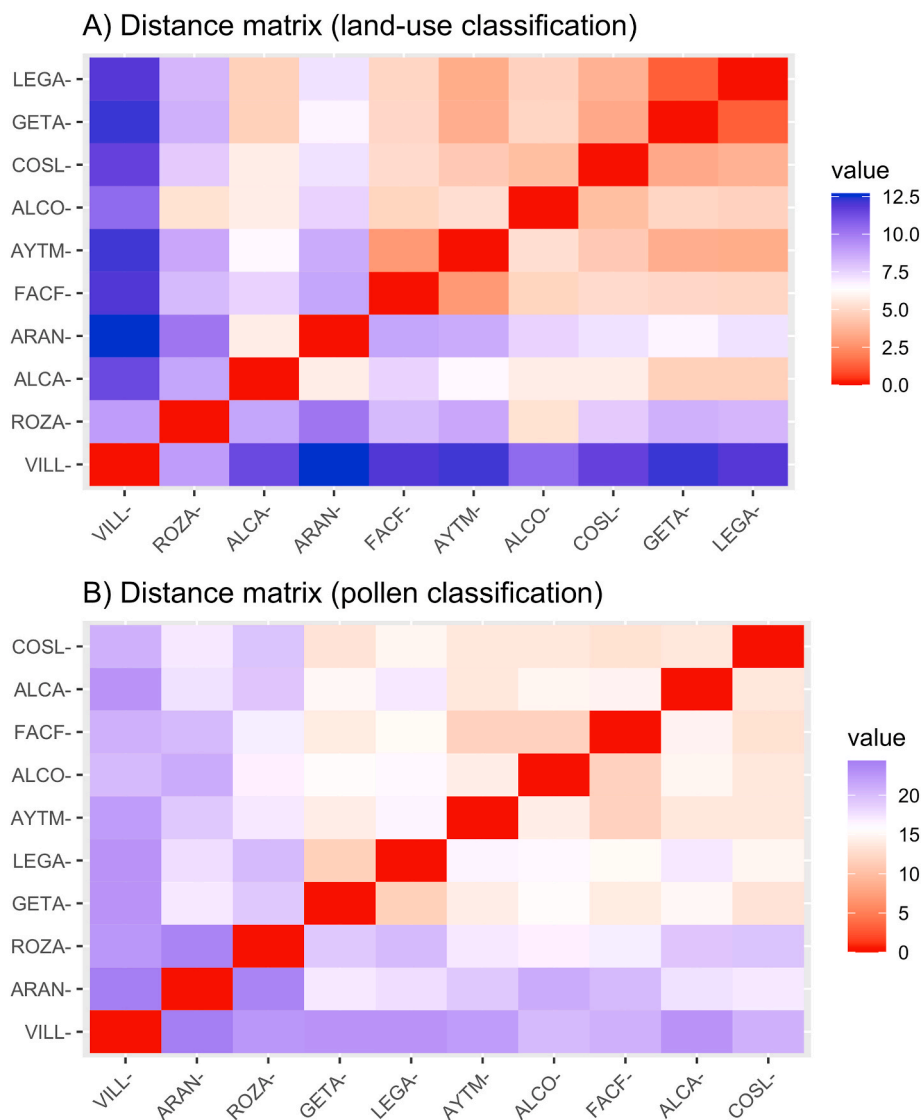 A) Distance matrix (land-use classification)
LEGA-
GETA-
COSL-
ALCO-
AYTM-
FACF-
ARAN-
ALCA-
ROZA-
VILL-
VILL-
ROZA-
ALCA-
ARAN-
FACF-
AYTM-
ALCO-
COSL-
GETA-
LEGA-
value
12.5
10.0
7.5
5.0
2.5
0.0
B) Distance matrix (pollen classification)
COSL-
ALCA-
FACF-
ALCO-
AYTM-
LEGA-
GETA-
ROZA-
ARAN-
VILL-
VILL-
ARAN-
ROZA-
GETA-
LEGA-
AYTM-
ALCO-
FACF-
ALCA-
COSL-
value
20
15
10
5
0